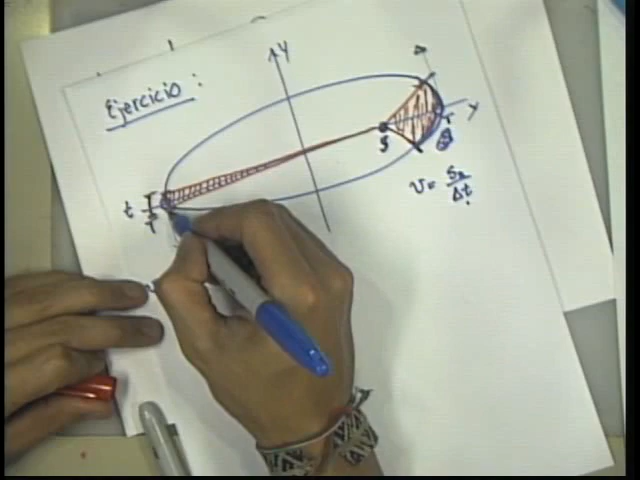 Ejercicio:
y
S
t
v = S₂/Δt